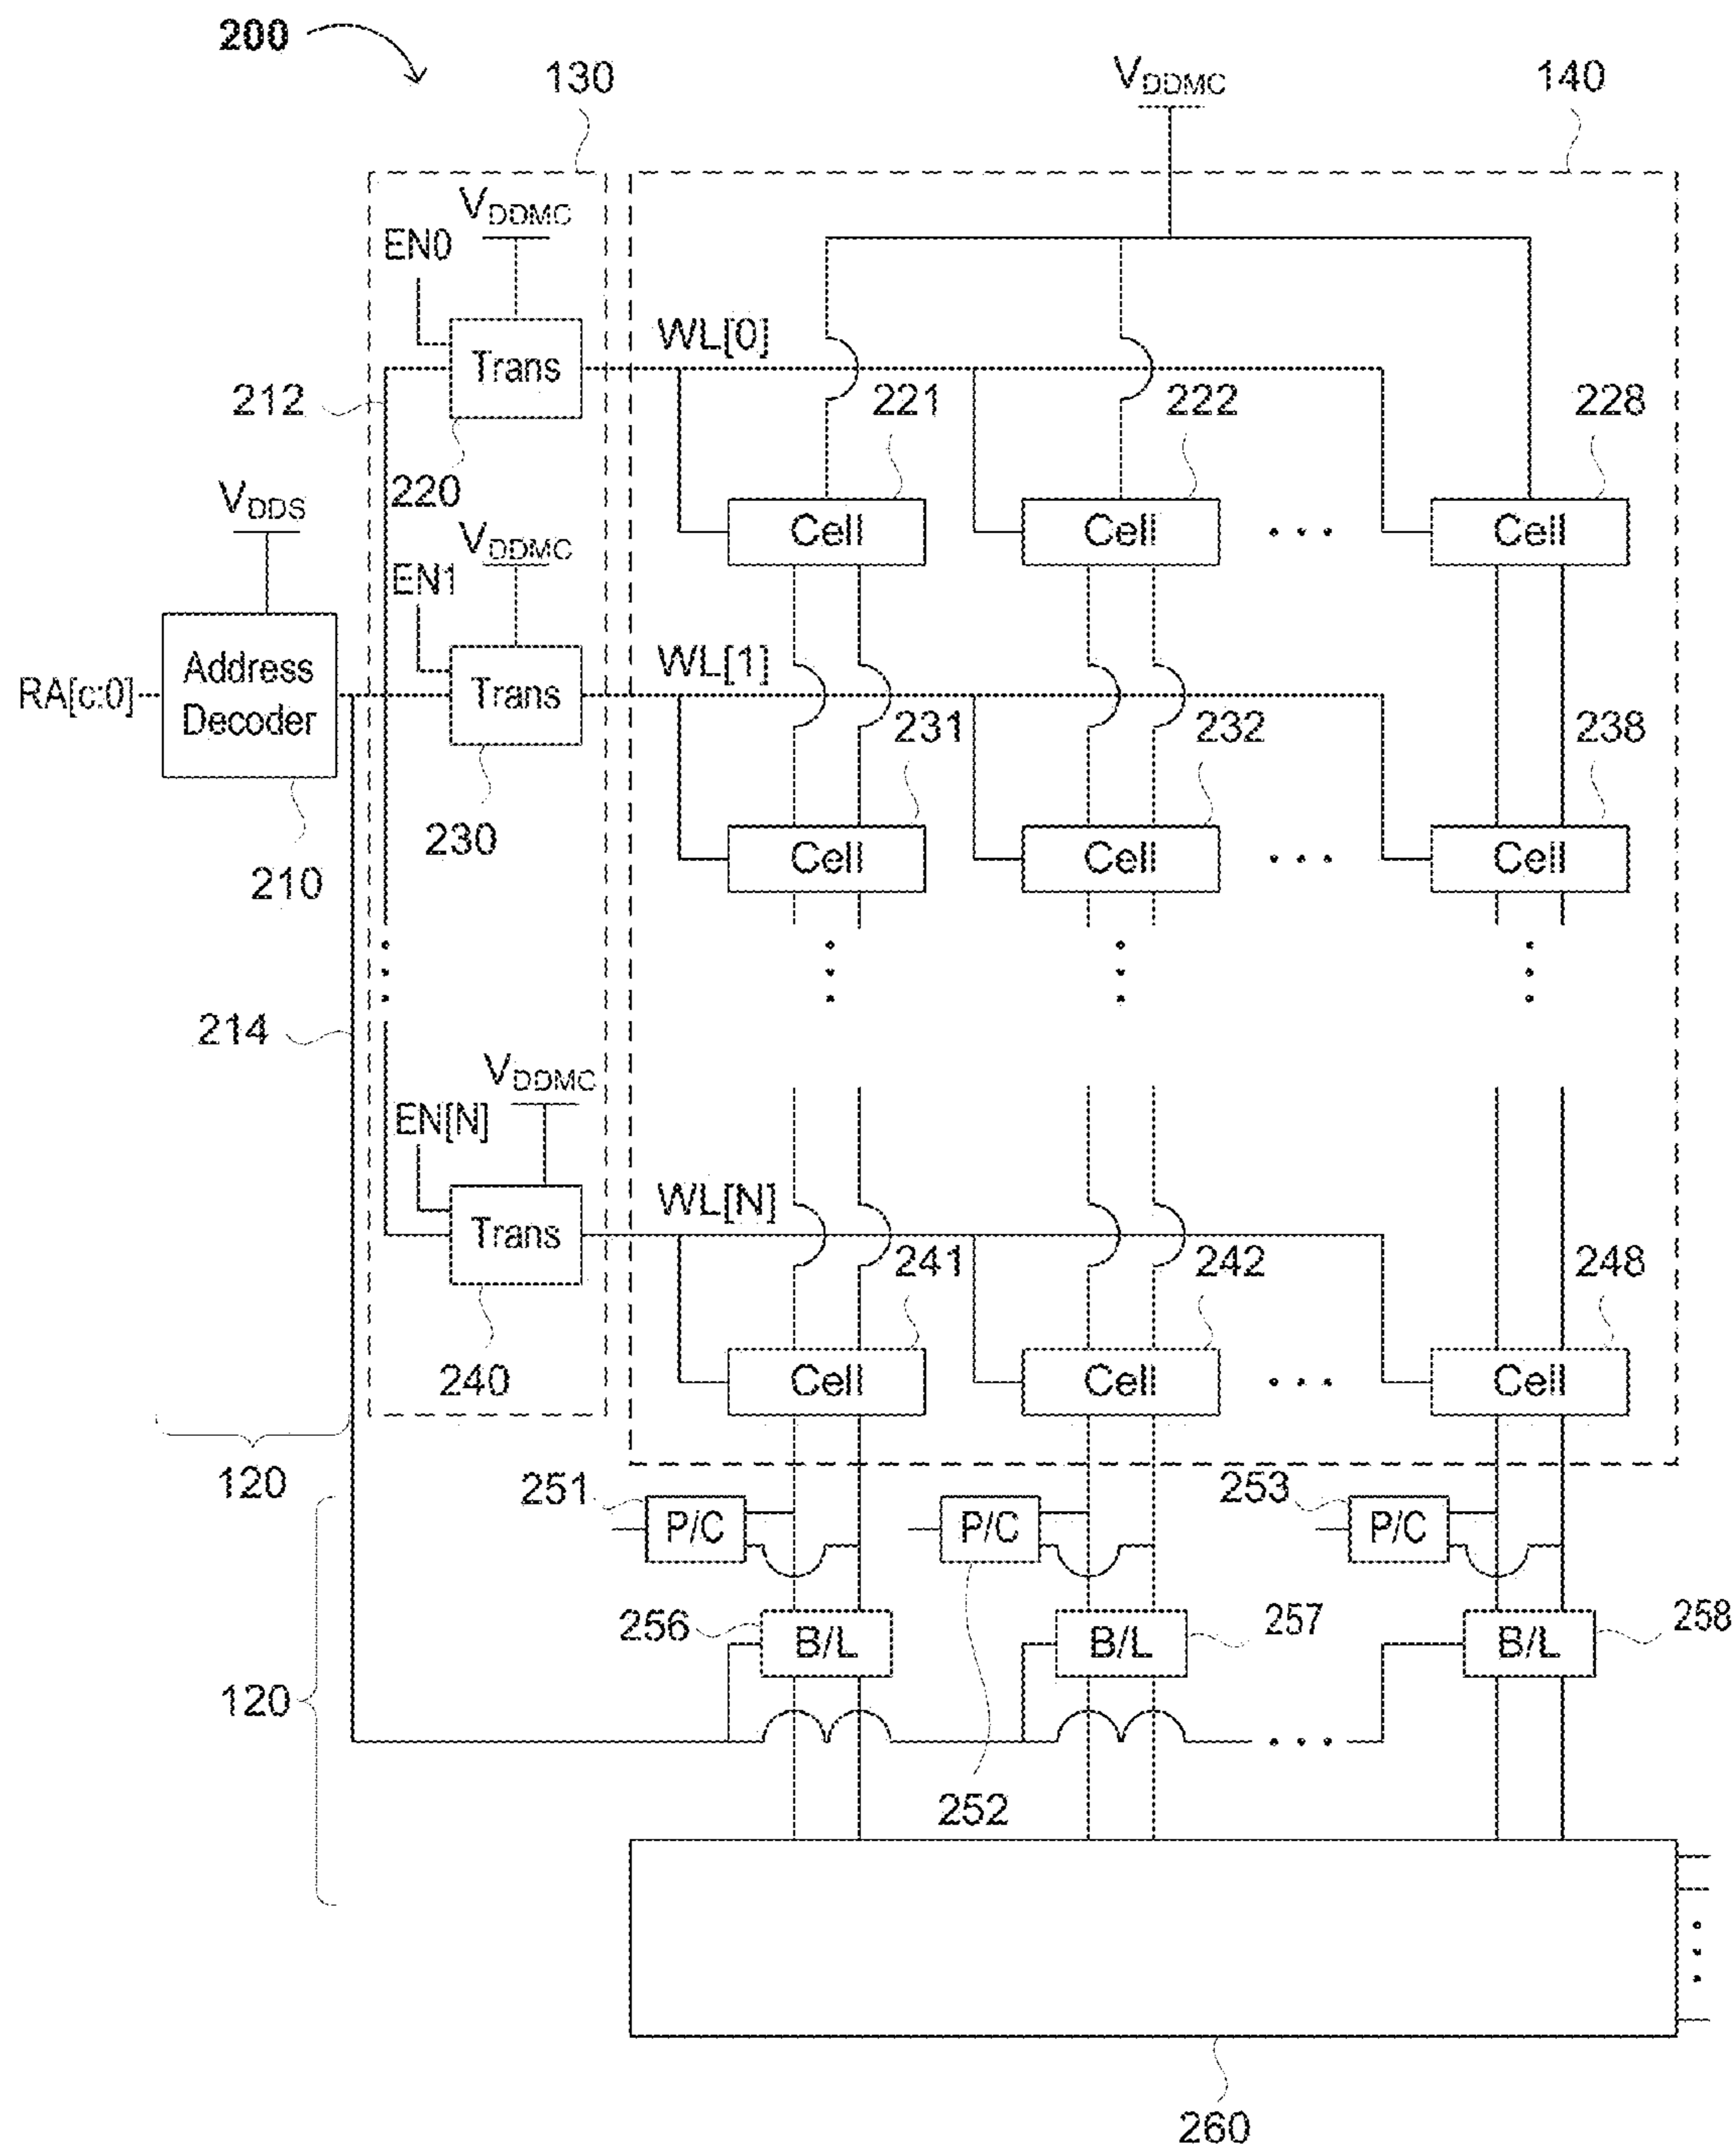 200
130
VDDMC
140
VDDMC
EN0
Trans
WL[0]
212
220
221
222
228
VDDS
Cell
Cell
...
Cell
VDDMC
EN1
RA[c:0]
Address
Decoder
Trans
WL[1]
210
230
231
232
238
Cell
Cell
...
Cell
214
VDDMC
EN[N]
Trans
WL[N]
240
241
242
248
Cell
Cell
...
Cell
120
251
P/C
P/C
253
P/C
256
B/L
B/L
257
B/L
258
120
...
252
260